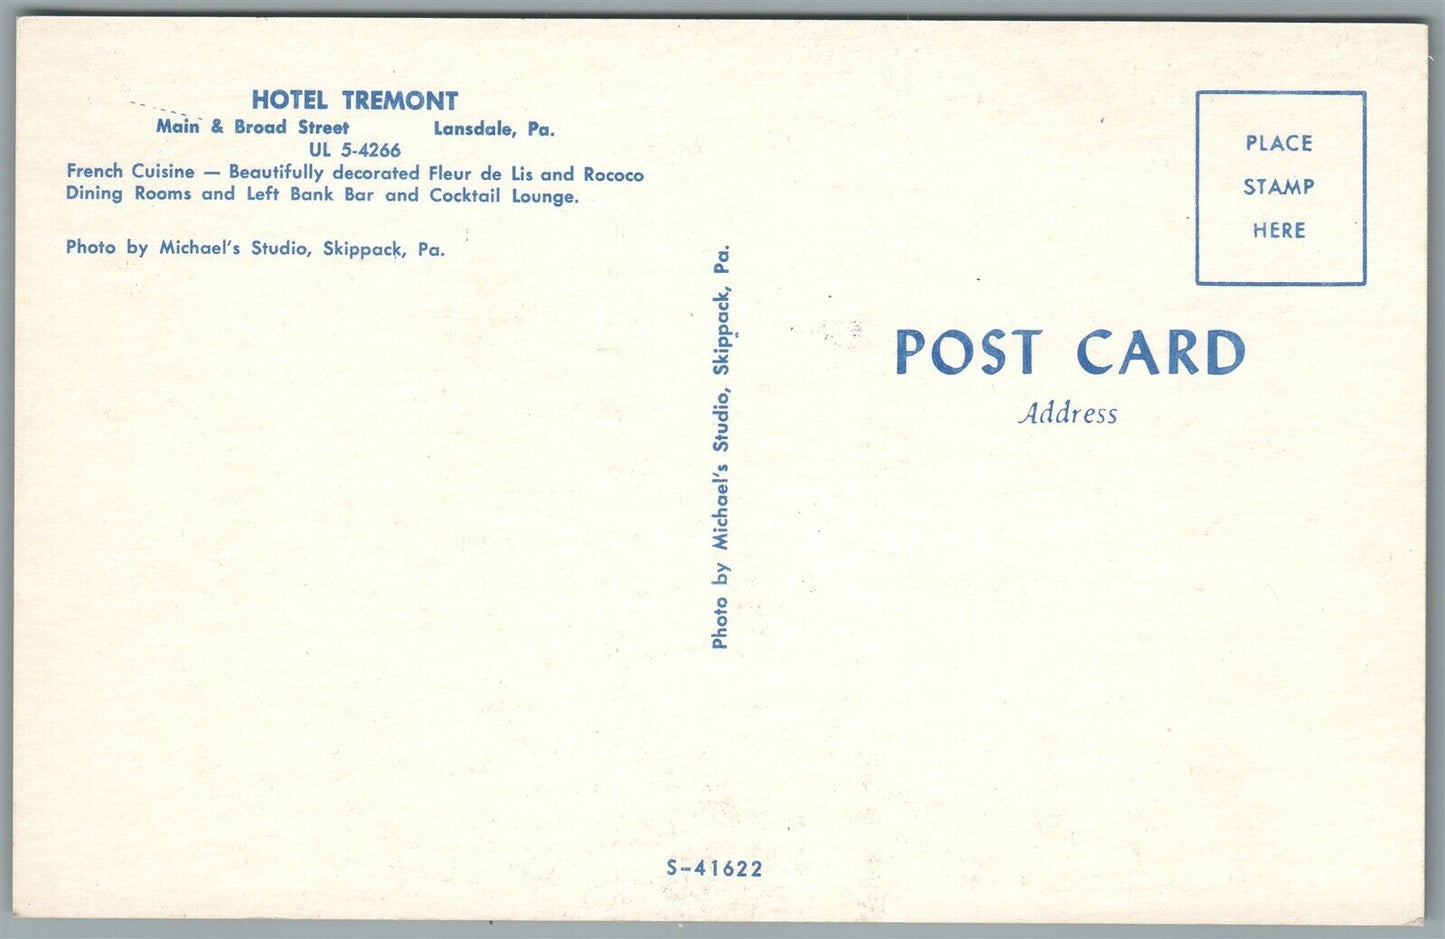 HOTEL TREMONT
Main & Broad Street Lansdale, Pa.
UL 5-4266
French Cuisine — Beautifully decorated Fleur de Lis and Rococo
Dining Rooms and Left Bank Bar and Cocktail Lounge.
Photo by Michael's Studio, Skippack, Pa.
Photo by Michael's Studio, Skippack, Pa.
PLACE
STAMP
HERE
POST CARD
Address
S-41622